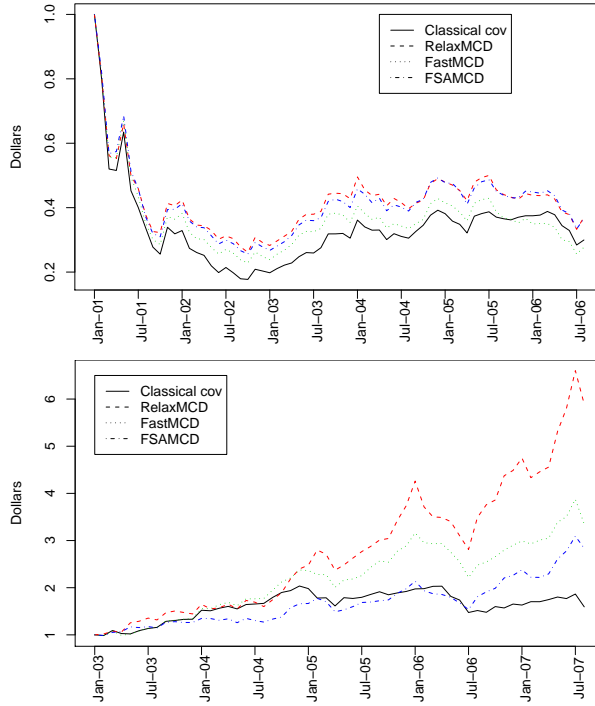 1.0
0.8
0.6
0.4
0.2
Dollars
Classical cov
RelaxMCD
FastMCD
FSAMCD
Jan−01
Jul−01
Jan−02
Jul−02
Jan−03
Jul−03
Jan−04
Jul−04
Jan−05
Jul−05
Jan−06
Jul−06
6
5
4
3
2
1
Dollars
Classical cov
RelaxMCD
FastMCD
FSAMCD
Jan−03
Jul−03
Jan−04
Jul−04
Jan−05
Jul−05
Jan−06
Jul−06
Jan−07
Jul−07